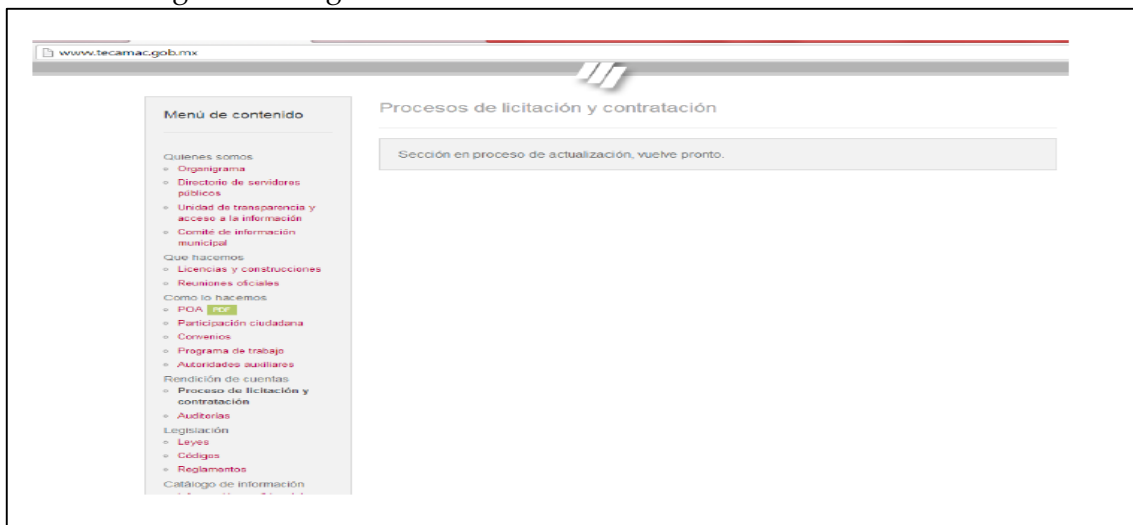 www.tecamac.gob.mx
Menú de contenido
Quienes somos
Organigrama
Directorio de servidores
públicos
Unidad de transparencia y
acceso a la información
Comité de información
municipal
Que hacemos
Licencias y construcciones
Reuniones oficiales
Como lo hacemos
POA PDF
Participación ciudadana
Convenios
Programa de trabajo
Autoridades auxiliares
Rendición de cuentas
Proceso de licitación y
contratación
Auditorias
Legislación
Leyes
Códigos
Reglamentos
Catálogo de información
Procesos de licitación y contratación
Sección en proceso de actualización, vuelve pronto.